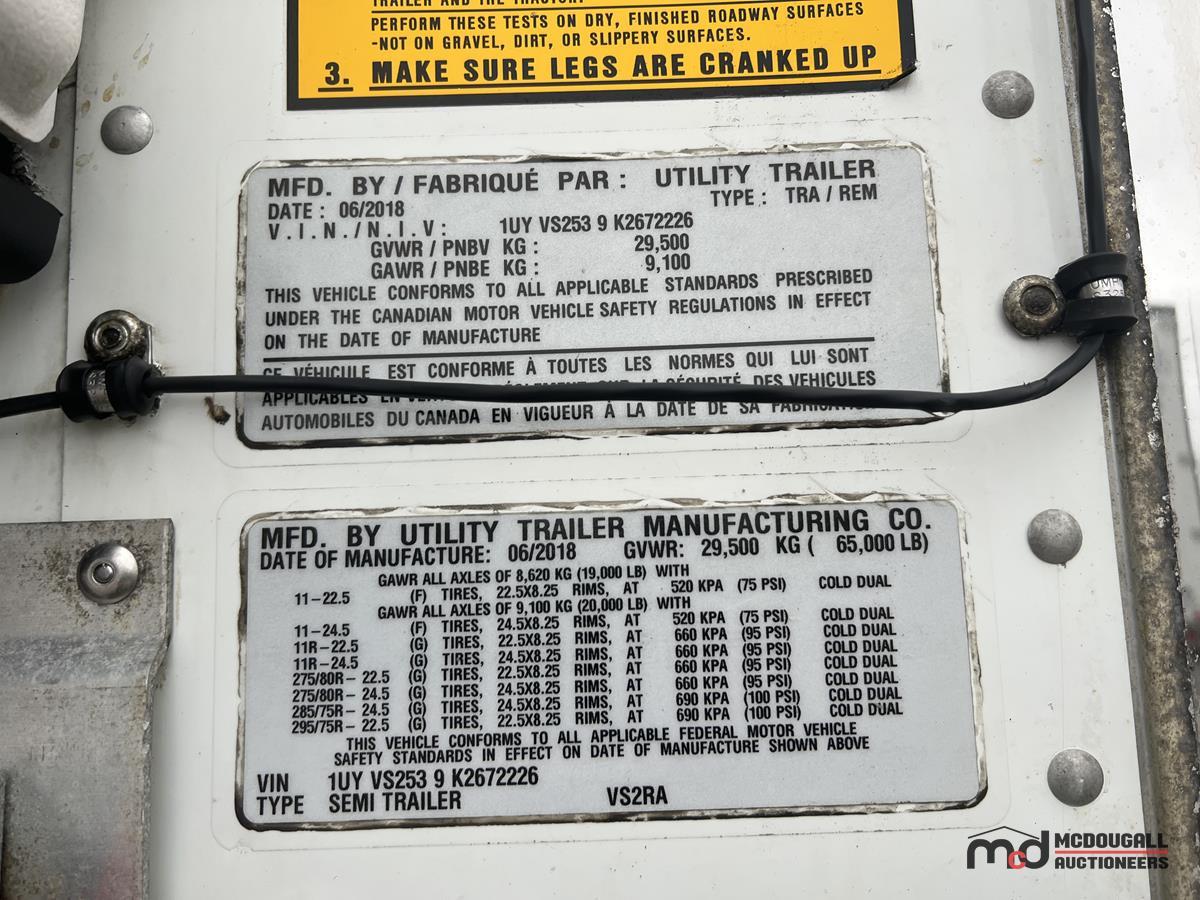 TRAILER AND THE TRACTOR.
PERFORM THESE TESTS ON DRY, FINISHED ROADWAY SURFACES
-NOT ON GRAVEL, DIRT, OR SLIPPERY SURFACES.
3. MAKE SURE LEGS ARE CRANKED UP
MFD. BY / FABRIQUÉ PAR : UTILITY TRAILER
DATE : 06/2018 TYPE : TRA / REM
V.I.N./N.I.V: 1UY VS253 9 K2672226
GVWR / PNBV KG : 29,500
GAWR / PNBE KG : 9,100
THIS VEHICLE CONFORMS TO ALL APPLICABLE STANDARDS PRESCRIBED
UNDER THE CANADIAN MOTOR VEHICLE SAFETY REGULATIONS IN EFFECT
ON THE DATE OF MANUFACTURE
CE VÉHICULE EST CONFORME À TOUTES LES NORMES QUI LUI SONT
APPLICABLES EN LA SÉCURITÉ DES VEHICULES
AUTOMOBILES DU CANADA EN VIGUEUR À LA DATE DE SA FABRICATION
MFD. BY UTILITY TRAILER MANUFACTURING CO.
DATE OF MANUFACTURE: 06/2018 GVWR: 29,500 KG ( 65,000 LB)
GAWR ALL AXLES OF 8,620 KG (19,000 LB) WITH
11-22.5 (F) TIRES, 22.5X8.25 RIMS, AT 520 KPA (75 PSI) COLD DUAL
GAWR ALL AXLES OF 9,100 KG (20,000 LB) WITH
11-24.5 (F) TIRES, 24.5X8.25 RIMS, AT 520 KPA (75 PSI) COLD DUAL
11R-22.5 (G) TIRES, 22.5X8.25 RIMS, AT 660 KPA (95 PSI) COLD DUAL
11R-24.5 (G) TIRES, 24.5X8.25 RIMS, AT 660 KPA (95 PSI) COLD DUAL
275/80R- 22.5 (G) TIRES, 22.5X8.25 RIMS, AT 660 KPA (95 PSI) COLD DUAL
275/80R- 24.5 (G) TIRES, 24.5X8.25 RIMS, AT 660 KPA (95 PSI) COLD DUAL
285/75R- 24.5 (G) TIRES, 24.5X8.25 RIMS, AT 690 KPA (100 PSI) COLD DUAL
295/75R- 22.5 (G) TIRES, 22.5X8.25 RIMS, AT 690 KPA (100 PSI) COLD DUAL
THIS VEHICLE CONFORMS TO ALL APPLICABLE FEDERAL MOTOR VEHICLE
SAFETY STANDARDS IN EFFECT ON DATE OF MANUFACTURE SHOWN ABOVE
VIN 1UY VS253 9 K2672226
TYPE SEMI TRAILER VS2RA
mcd MCDOUGALL
AUCTIONEERS